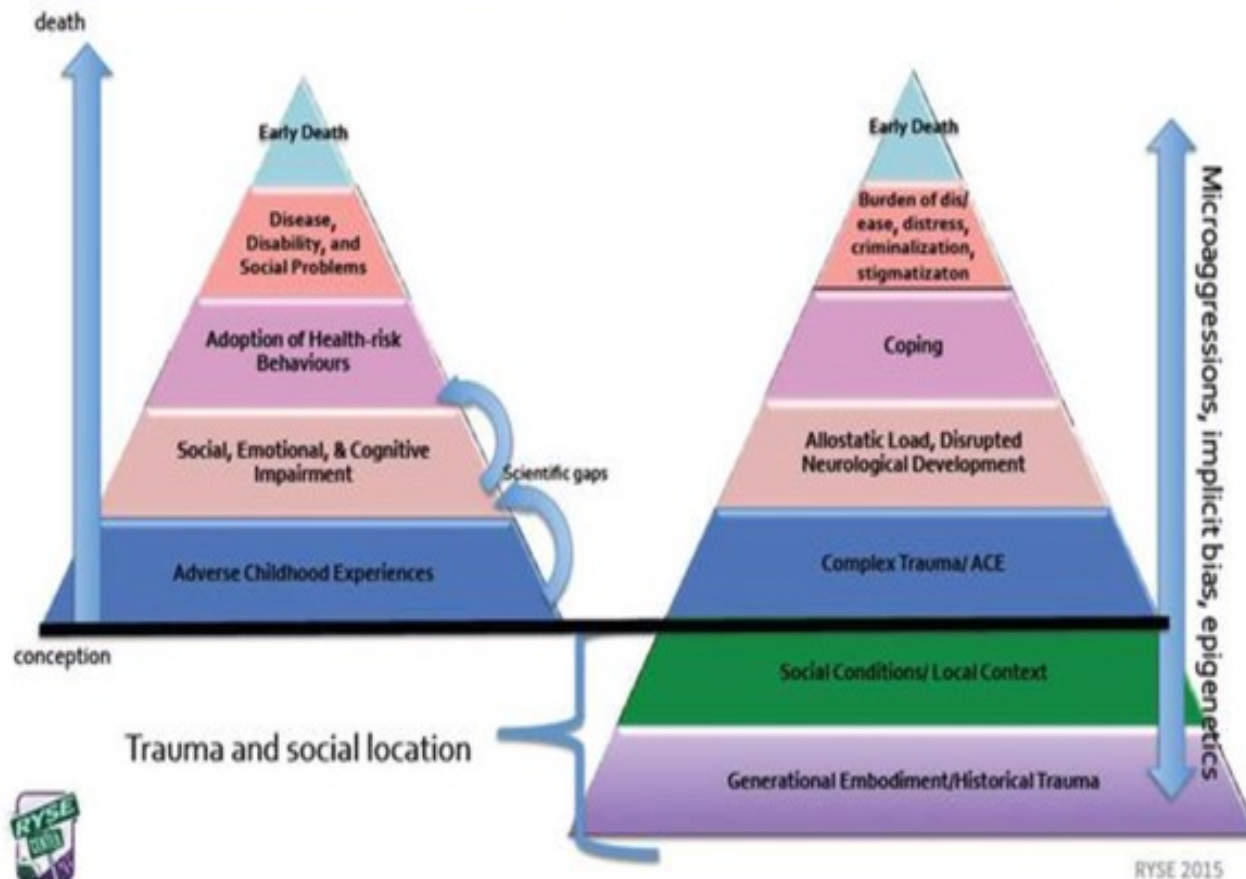 death
Early Death
Disease,
Disability, and
Social Problems
Adoption of Health-risk
Behaviours
Social, Emotional, & Cognitive
Impairment
Scientific gaps
Adverse Childhood Experiences
conception
Early Death
Burden of dis/
ease, distress,
criminalization,
stigmatizaton
Coping
Allostatic Load, Disrupted
Neurological Development
Complex Trauma/ ACE
Social Conditions/ Local Context
Generational Embodiment/Historical Trauma
Microaggressions, implicit bias, epigenetics
Trauma and social location
RYSE
CENTER
RYSE 2015